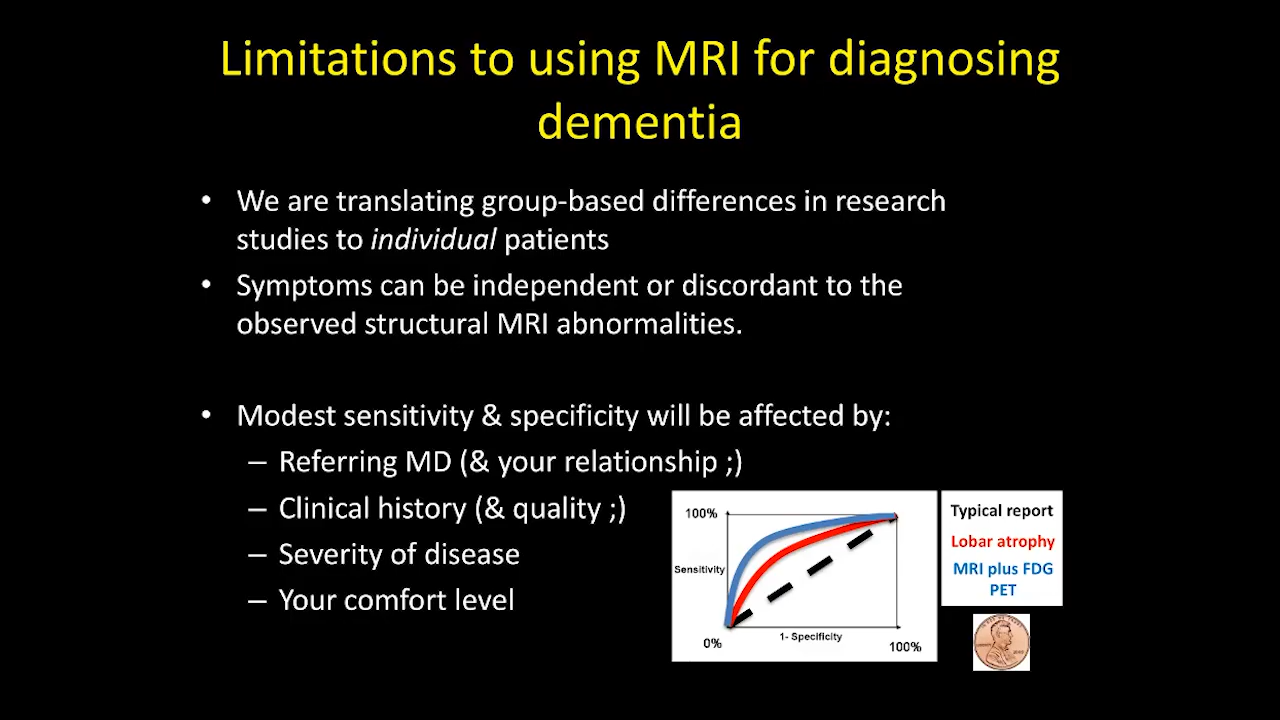 Limitations to using MRI for diagnosing
dementia
• We are translating group-based differences in research
studies to individual patients
• Symptoms can be independent or discordant to the
observed structural MRI abnormalities.
• Modest sensitivity & specificity will be affected by:
– Referring MD (& your relationship ;)
– Clinical history (& quality ;)
– Severity of disease
– Your comfort level
100%
Sensitivity
0%
1- Specificity
100%
Typical report
Lobar atrophy
MRI plus FDG
PET